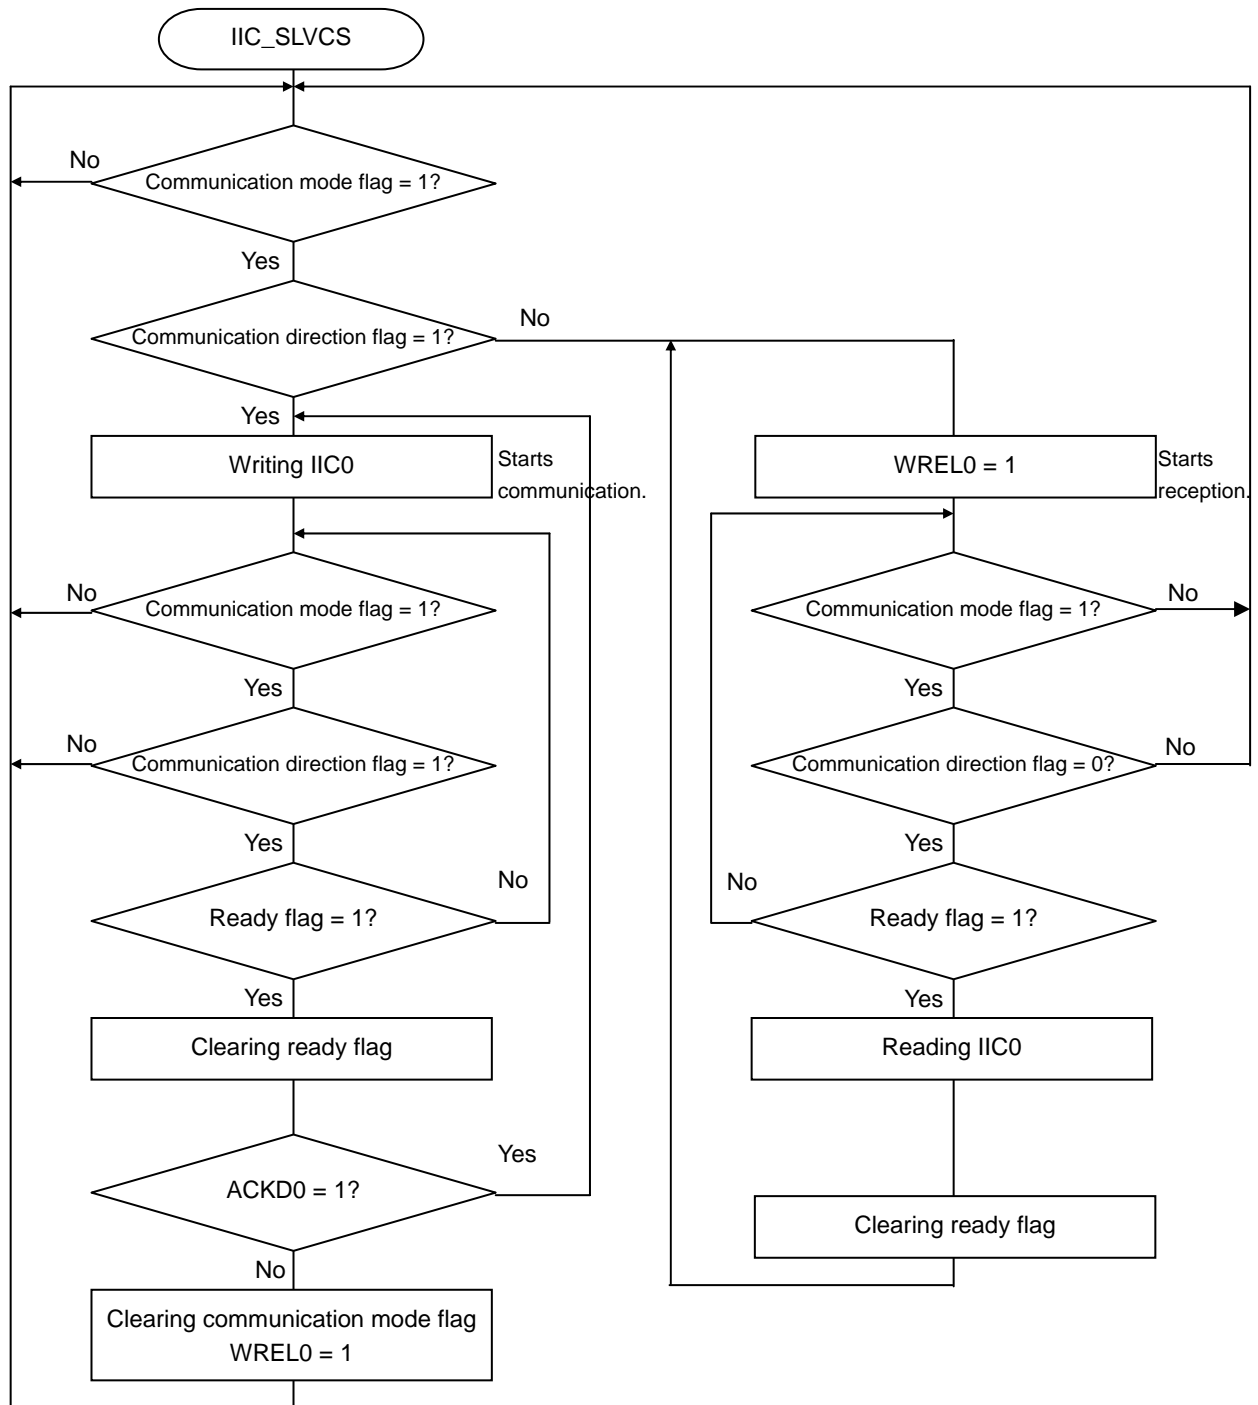 IIC_SLVCS
No
Communication mode flag = 1?
Yes
Communication direction flag = 1?
No
Yes
Writing IIC0
Starts
communication.
No
Communication mode flag = 1?
Yes
No
Communication direction flag = 1?
Yes
No
Ready flag = 1?
Yes
Clearing ready flag
Yes
ACKD0 = 1?
No
Clearing communication mode flag
WREL0 = 1
WREL0 = 1
Starts
reception.
Communication mode flag = 1?
No
Yes
Communication direction flag = 0?
No
Yes
No
Ready flag = 1?
Yes
Reading IIC0
Clearing ready flag